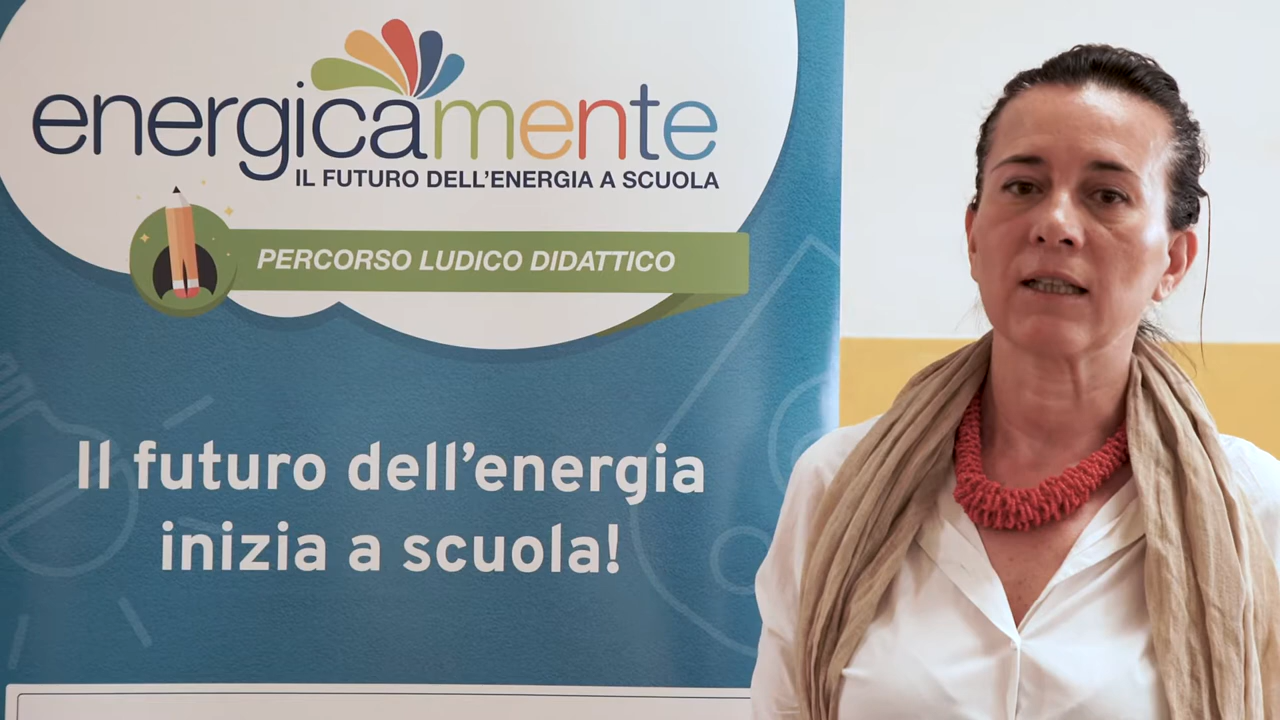 energicamente
IL FUTURO DELL'ENERGIA A SCUOLA
PERCORSO LUDICO DIDATTICO
Il futuro dell'energia
inizia a scuola!